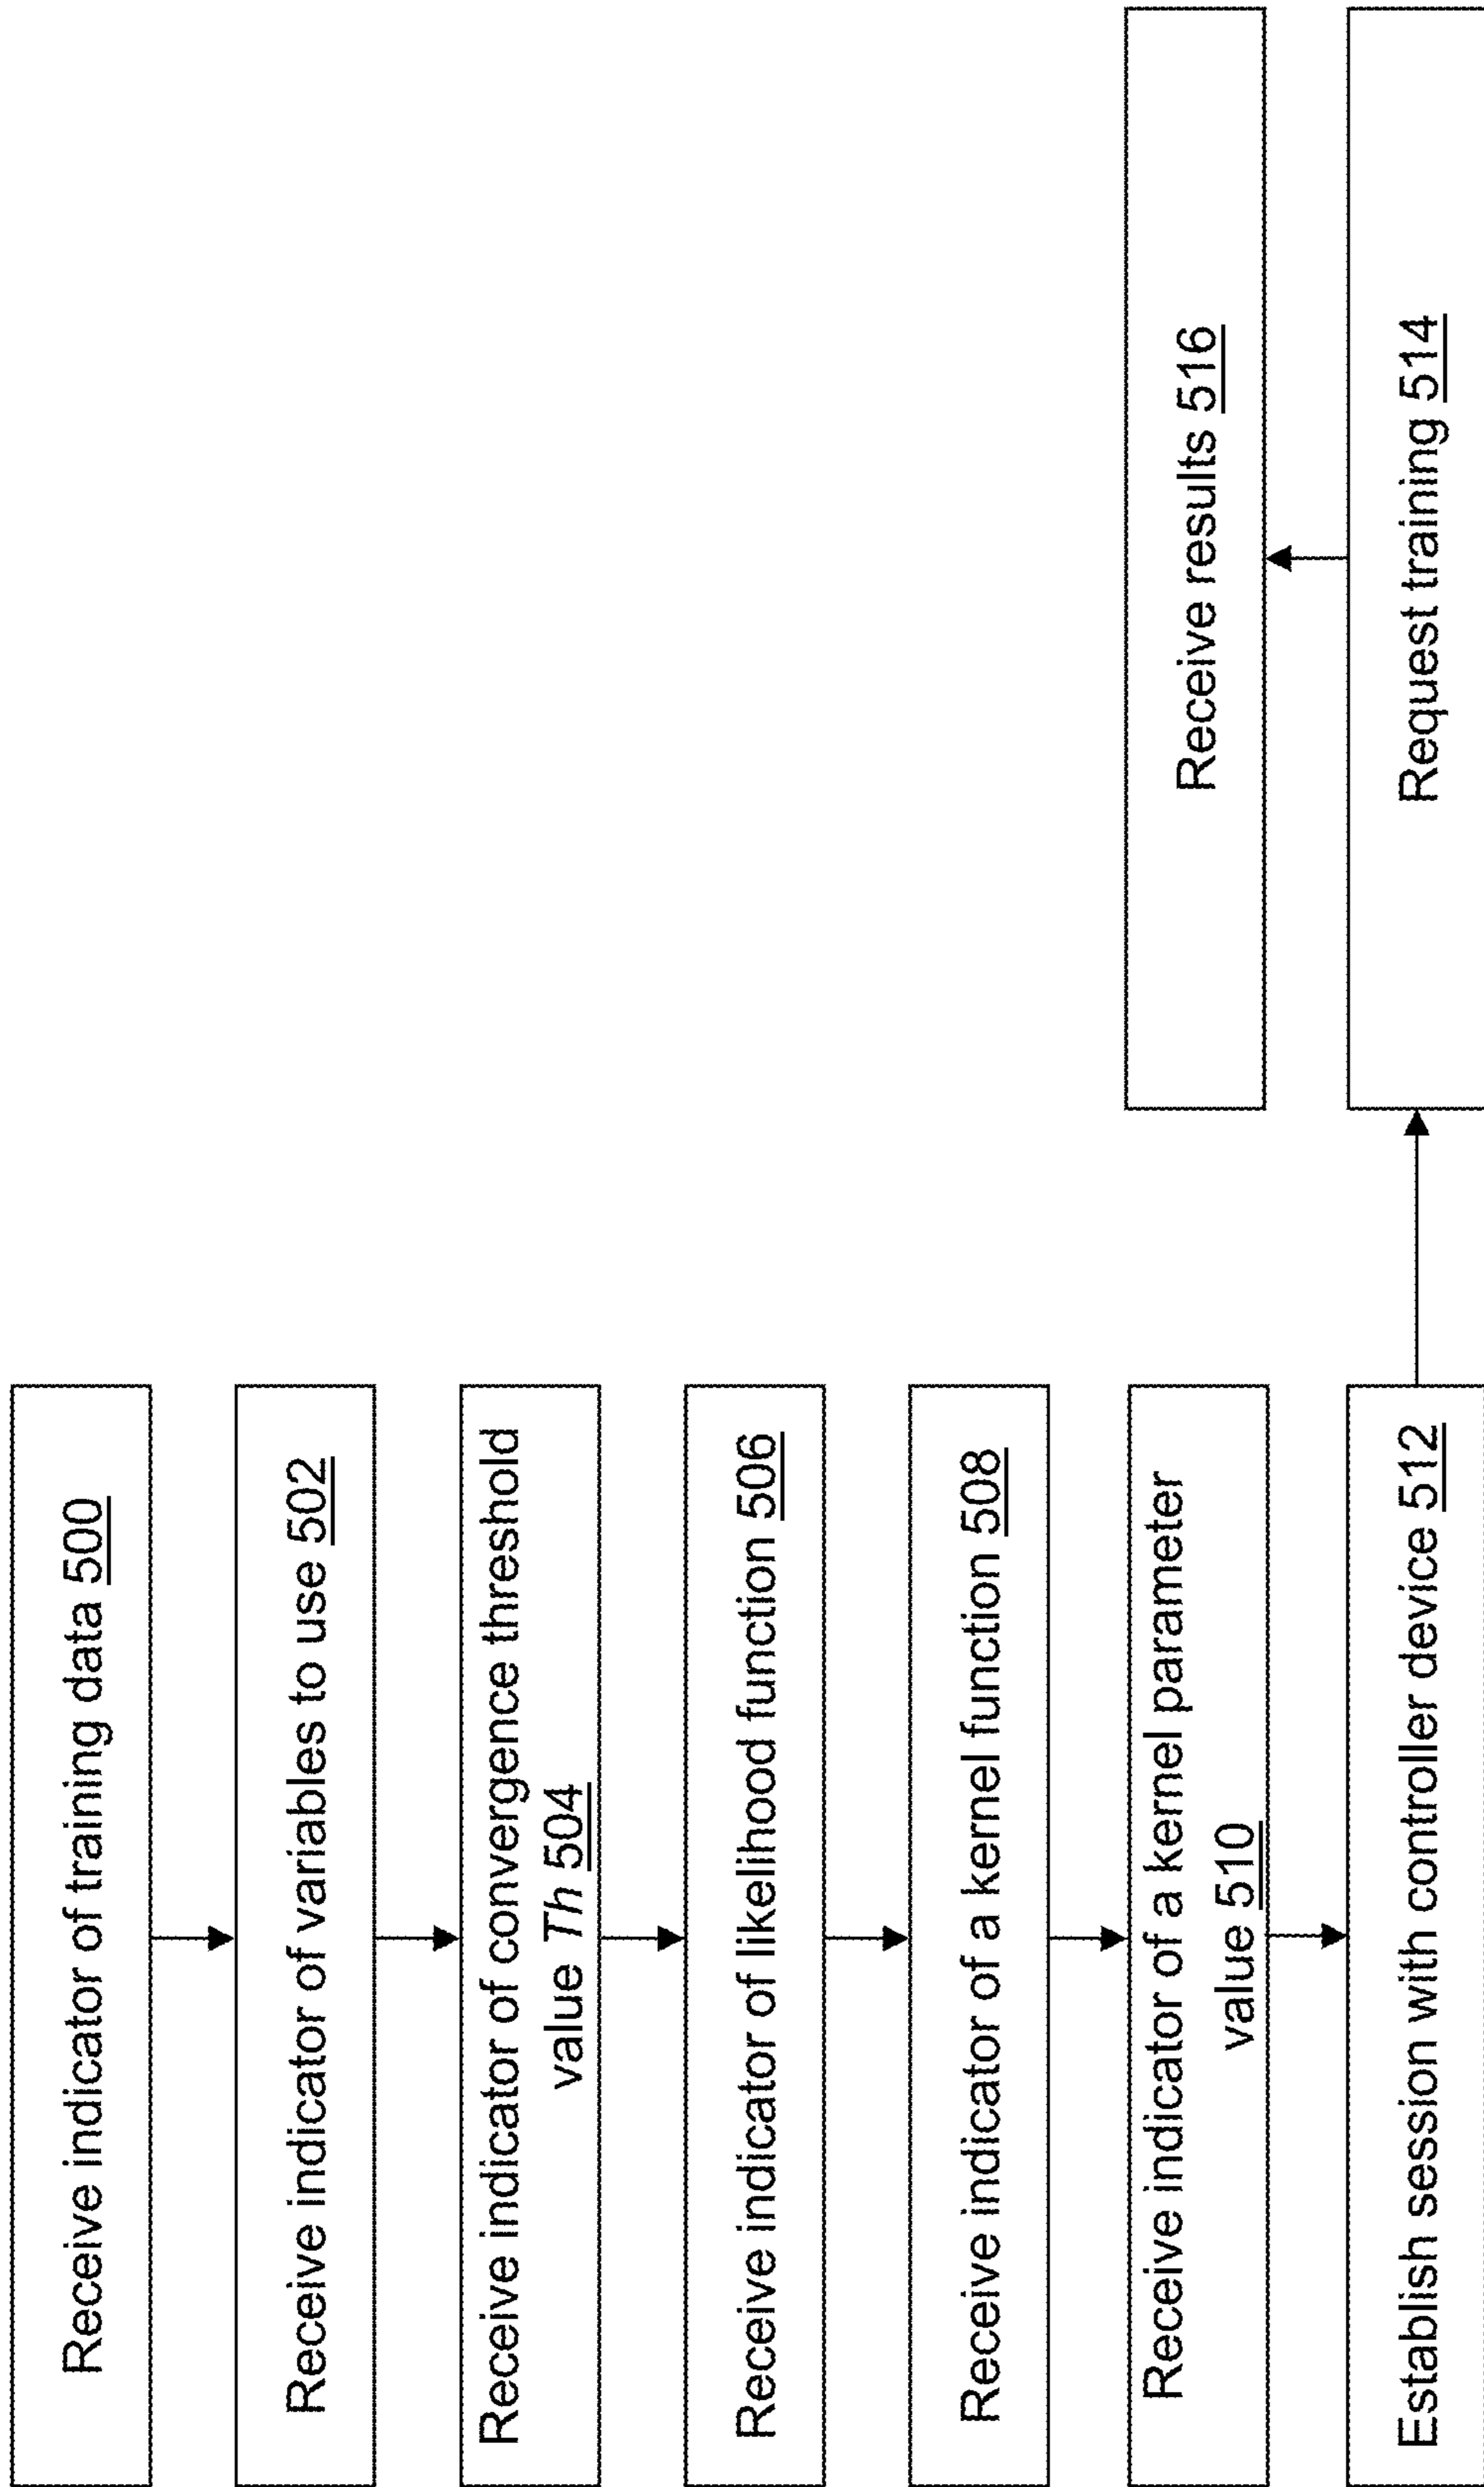 Receive indicator of training data 500
Receive indicator of variables to use 502
Receive indicator of convergence threshold
value Th 504
Receive indicator of likelihood function 506
Receive indicator of a kernel function 508
Receive indicator of a kernel parameter
value 510
Establish session with controller device 512
Request training 514
Receive results 516